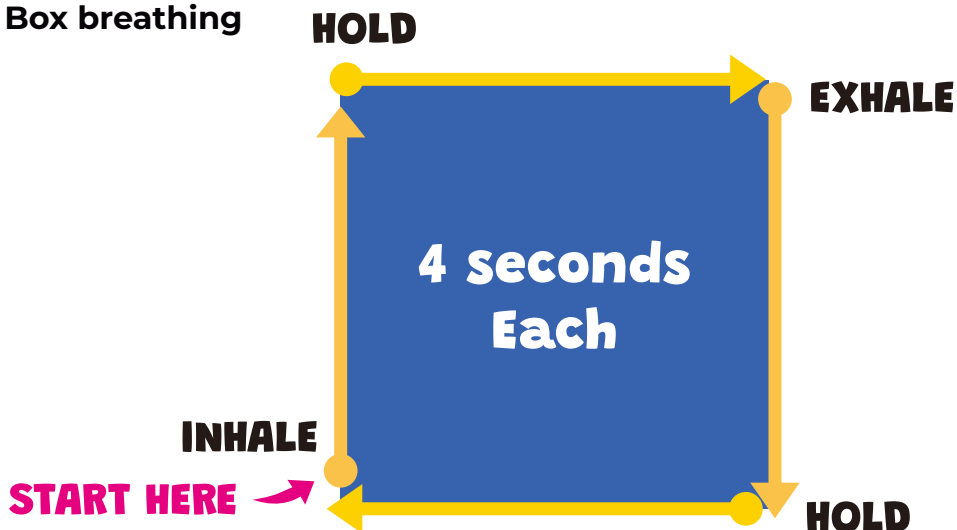 Box breathing
HOLD
EXHALE
4 seconds
Each
INHALE
START HERE
HOLD